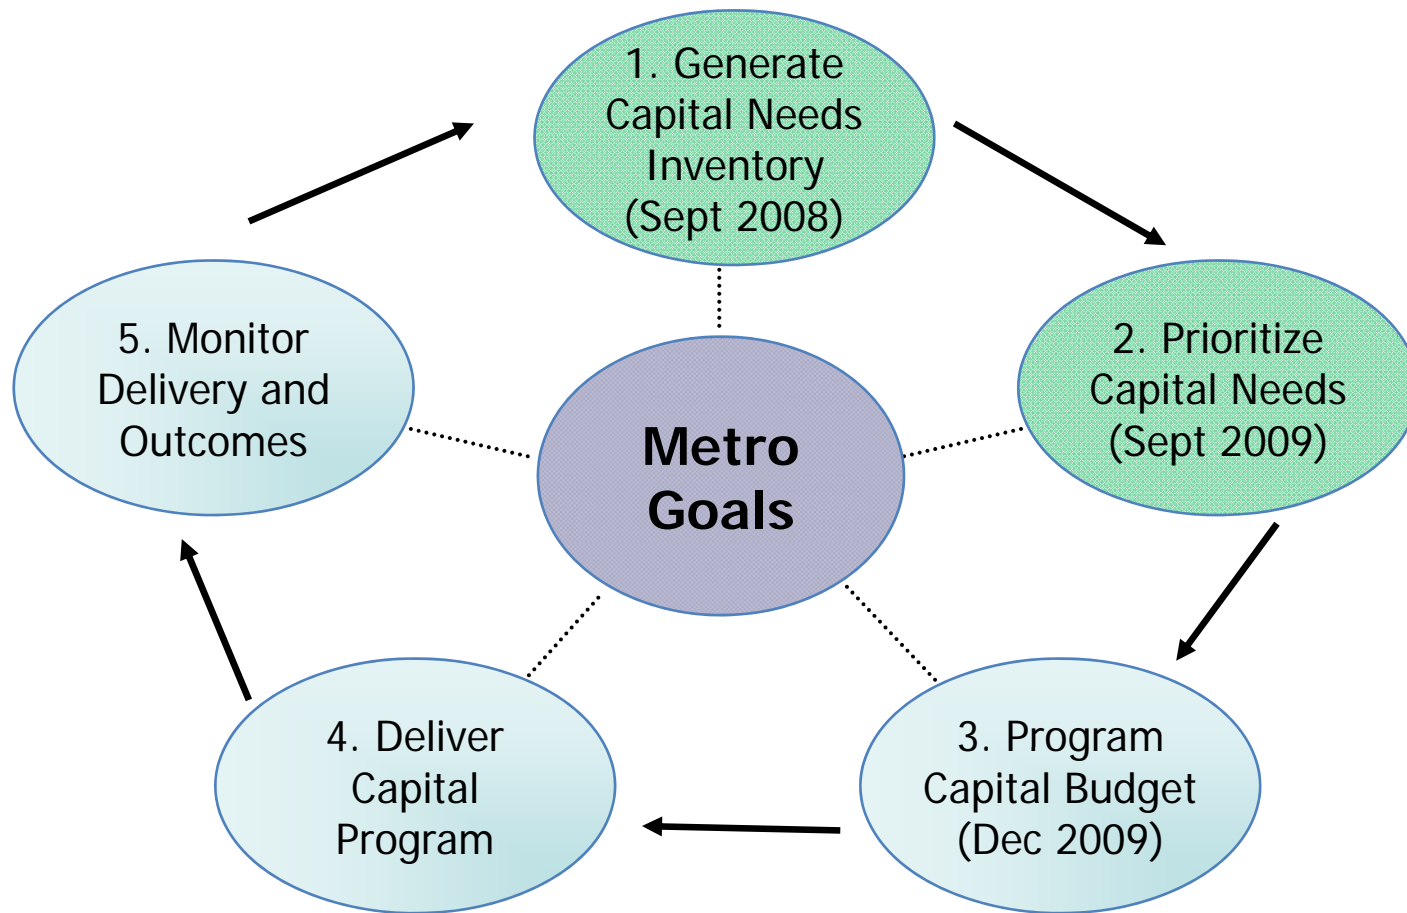 1. Generate
Capital Needs
Inventory
(Sept 2008)
2. Prioritize
Capital Needs
(Sept 2009)
3. Program
Capital Budget
(Dec 2009)
4. Deliver
Capital
Program
5. Monitor
Delivery and
Outcomes
Metro
Goals